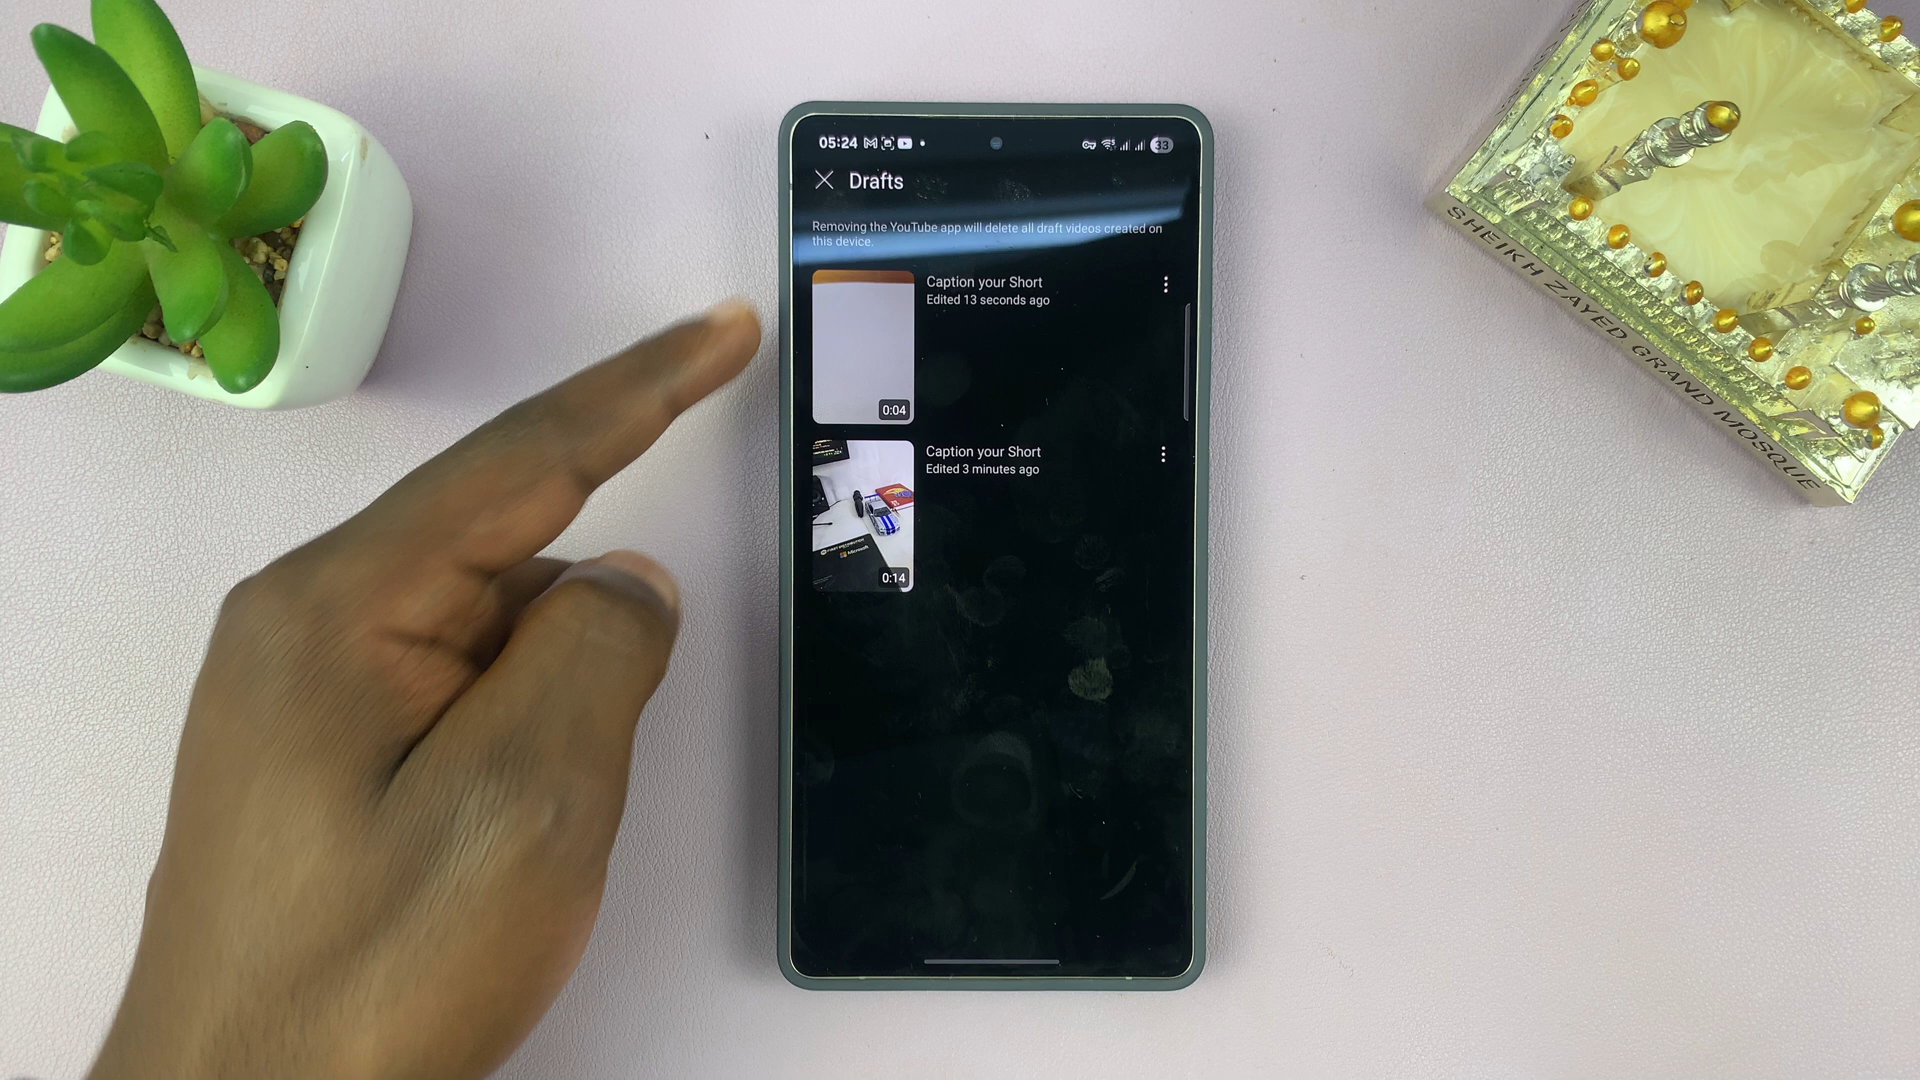 05:24
33
Drafts
Removing the YouTube app will delete all draft videos created on
this device.
Caption your Short
Edited 13 seconds ago
0:04
Caption your Short
Edited 3 minutes ago
Microsoft
0:14
SHEIKH ZAYED GRAND MOSQUE